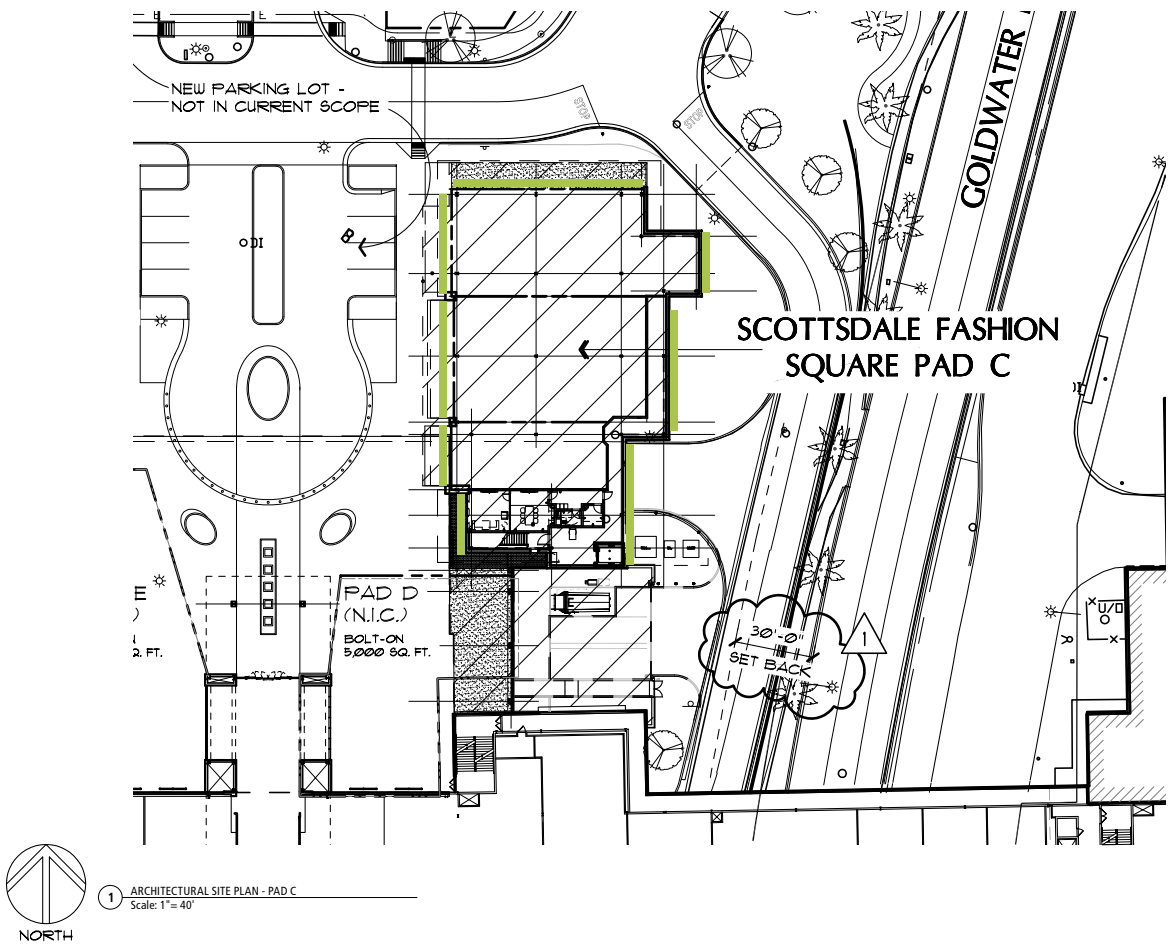 NEW PARKING LOT -
NOT IN CURRENT SCOPE
STOP
STOP
GOLDWATER
DI
B
SCOTTSDALE FASHION
SQUARE PAD C
PAD D
(N.I.C.)
BOLT-ON
5,000 SQ. FT.
E
)
Q. FT.
30'-0"
SET BACK
1
U/D
1
ARCHITECTURAL SITE PLAN - PAD C
Scale: 1"= 40'
NORTH